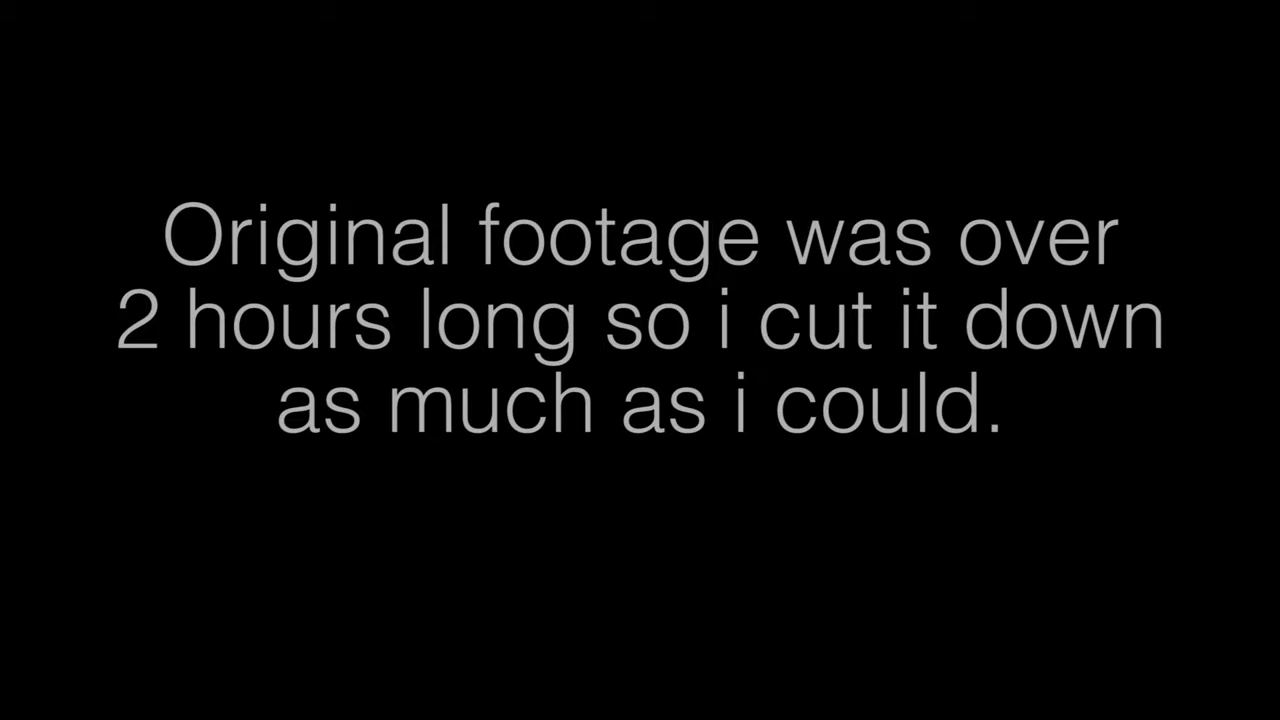 Original footage was over
2 hours long so i cut it down
as much as i could.